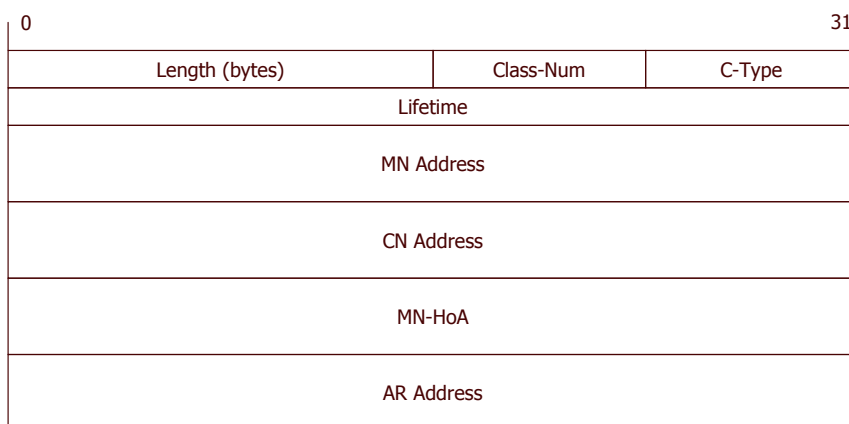 0 31
Length (bytes) Class-Num C-Type
Lifetime
MN Address
CN Address
MN-HoA
AR Address